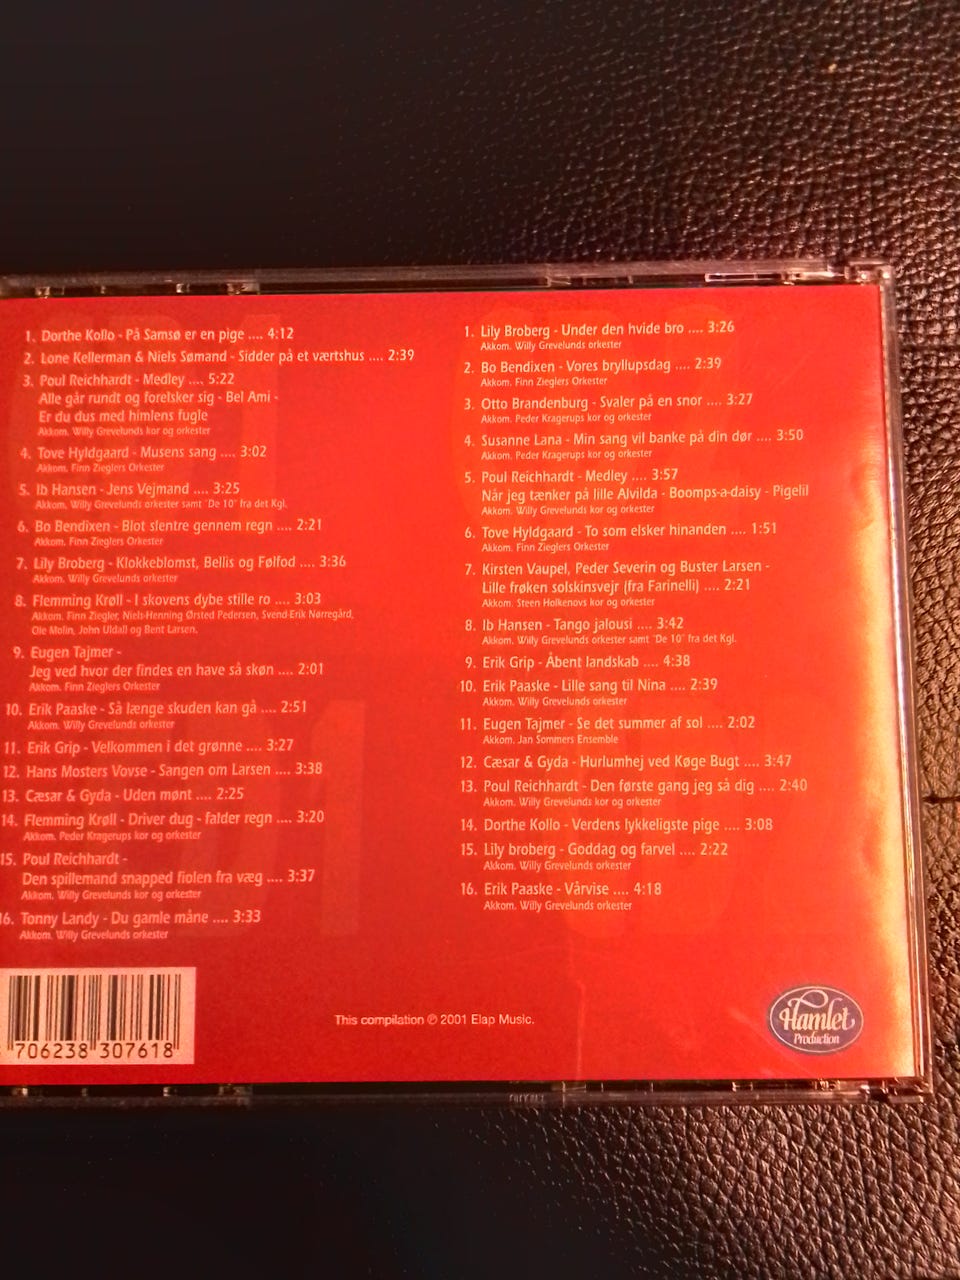 1. Dorthe Kollo - På Samsø er en pige .... 4:12
2. Lone Kellerman & Niels Sømand - Sidder på et værtshus .... 2:39
3. Poul Reichhardt - Medley .... 5:22
Alle går rundt og forelsker sig - Bel Ami -
Er du dus med himlens fugle
Akkom. Willy Grevelunds kor og orkester
4. Tove Hyldgaard - Musens sang .... 3:02
Akkom. Finn Zieglers Orkester
5. Ib Hansen - Jens Vejmand .... 3:25
Akkom. Willy Grevelunds orkester samt "De 10" fra det Kgl.
6. Bo Bendixen - Blot slentre gennem regn .... 2:21
Akkom. Finn Zieglers Orkester
7. Lily Broberg - Klokkeblomst, Bellis og Følfod .... 3:36
Akkom. Willy Grevelunds orkester
8. Flemming Krøll - I skovens dybe stille ro .... 3:03
Akkom. Finn Ziegler, Niels-Henning Ørsted Pedersen, Svend-Erik Nørregård,
Ole Molin, John Uldall og Bent Larsen.
9. Eugen Tajmer -
Jeg ved hvor der findes en have så skøn .... 2:01
Akkom. Finn Zieglers Orkester
10. Erik Paaske - Så længe skuden kan gå .... 2:51
Akkom. Willy Grevelunds orkester
11. Erik Grip - Velkommen i det grønne .... 3:27
12. Hans Mosters Vovse - Sangen om Larsen .... 3:38
13. Cæsar & Gyda - Uden mønt .... 2:25
14. Flemming Krøll - Driver dug - falder regn .... 3:20
Akkom. Peder Kragerups kor og orkester
15. Poul Reichhardt -
Den spillemand snapped fiolen fra væg .... 3:37
Akkom. Willy Grevelunds kor og orkester
16. Tonny Landy - Du gamle måne .... 3:33
Akkom. Willy Grevelunds orkester
1. Lily Broberg - Under den hvide bro .... 3:26
Akkom. Willy Grevelunds orkester
2. Bo Bendixen - Vores bryllupsdag .... 2:39
Akkom. Finn Zieglers Orkester
3. Otto Brandenburg - Svaler på en snor .... 3:27
Akkom. Peder Kragerups kor og orkester
4. Susanne Lana - Min sang vil banke på din dør .... 3:50
Akkom. Peder Kragerups kor og orkester
5. Poul Reichhardt - Medley .... 3:57
Når jeg tænker på lille Alvilda - Boomps-a-daisy - Pigelil
Akkom. Willy Grevelunds kor og orkester
6. Tove Hyldgaard - To som elsker hinanden .... 1:51
Akkom. Finn Zieglers Orkester
7. Kirsten Vaupel, Peder Severin og Buster Larsen -
Lille frøken solskinsvejr (fra Farinelli) .... 2:21
Akkom. Steen Holkenovs kor og orkester
8. Ib Hansen - Tango jalousi .... 3:42
Akkom. Willy Grevelunds orkester samt "De 10" fra det Kgl.
9. Erik Grip - Åbent landskab .... 4:38
10. Erik Paaske - Lille sang til Nina .... 2:39
Akkom. Willy Grevelunds orkester
11. Eugen Tajmer - Se det summer af sol .... 2:02
Akkom. Jan Sommers Ensemble
12. Cæsar & Gyda - Hurlumhej ved Køge Bugt .... 3:47
13. Poul Reichhardt - Den første gang jeg så dig .... 2:40
Akkom. Willy Grevelunds kor og orkester
14. Dorthe Kollo - Verdens lykkeligste pige .... 3:08
15. Lily broberg - Goddag og farvel .... 2:22
Akkom. Willy Grevelunds orkester
16. Erik Paaske - Vårvise .... 4:18
Akkom. Willy Grevelunds orkester
706238 307618
This compilation ℗ 2001 Elap Music.
Hamlet
Production